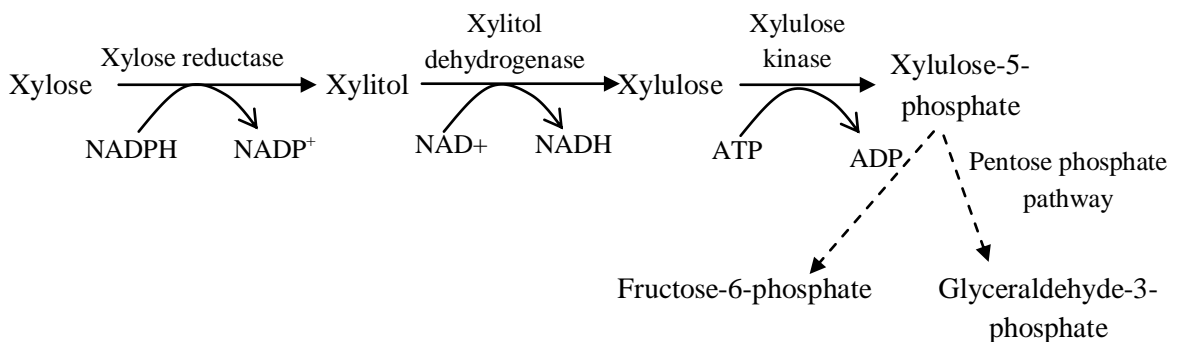 Xylose
Xylose reductase
NADPH
NADP⁺
Xylitol
Xylitol
dehydrogenase
NAD+
NADH
Xylulose
Xylulose
kinase
ATP
ADP
Xylulose-5-
phosphate
Pentose phosphate
pathway
Fructose-6-phosphate
Glyceraldehyde-3-
phosphate